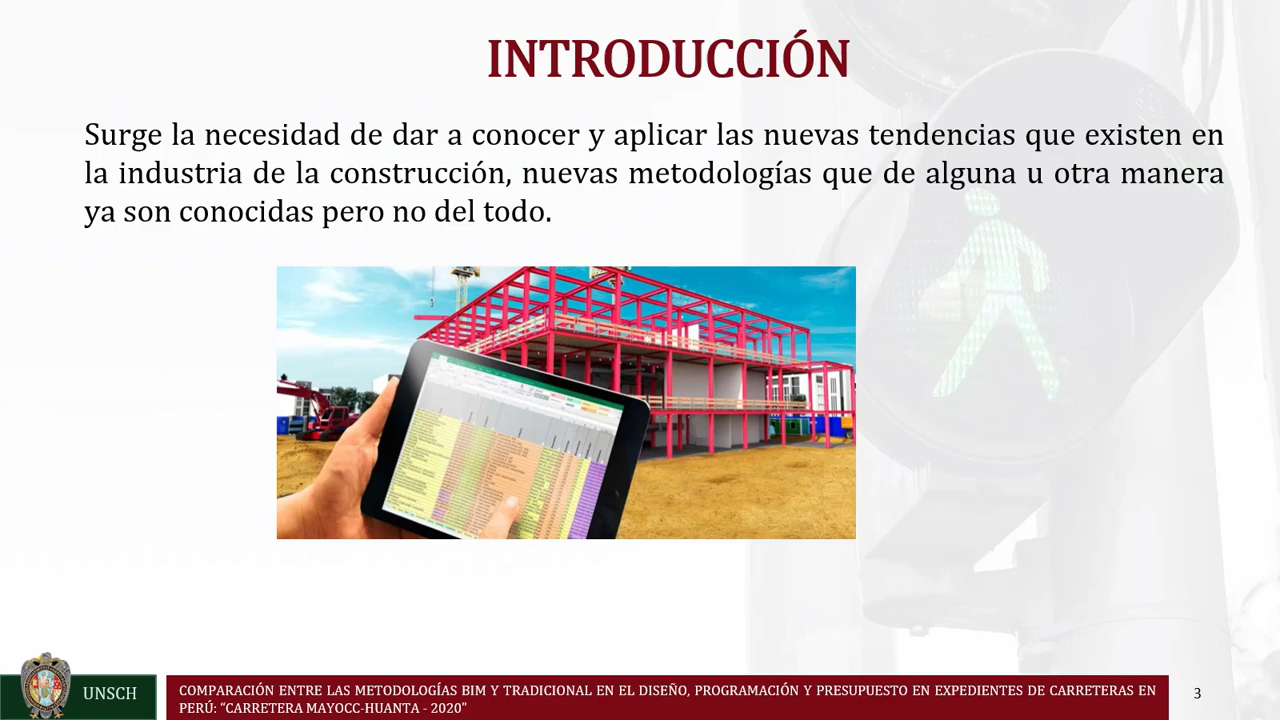 INTRODUCCIÓN
Surge la necesidad de dar a conocer y aplicar las nuevas tendencias que existen en
la industria de la construcción, nuevas metodologías que de alguna u otra manera
ya son conocidas pero no del todo.
UNSCH
COMPARACIÓN ENTRE LAS METODOLOGÍAS BIM Y TRADICIONAL EN EL DISEÑO, PROGRAMACIÓN Y PRESUPUESTO EN EXPEDIENTES DE CARRETERAS EN
PERÚ: “CARRETERA MAYOCC-HUANTA - 2020"
3